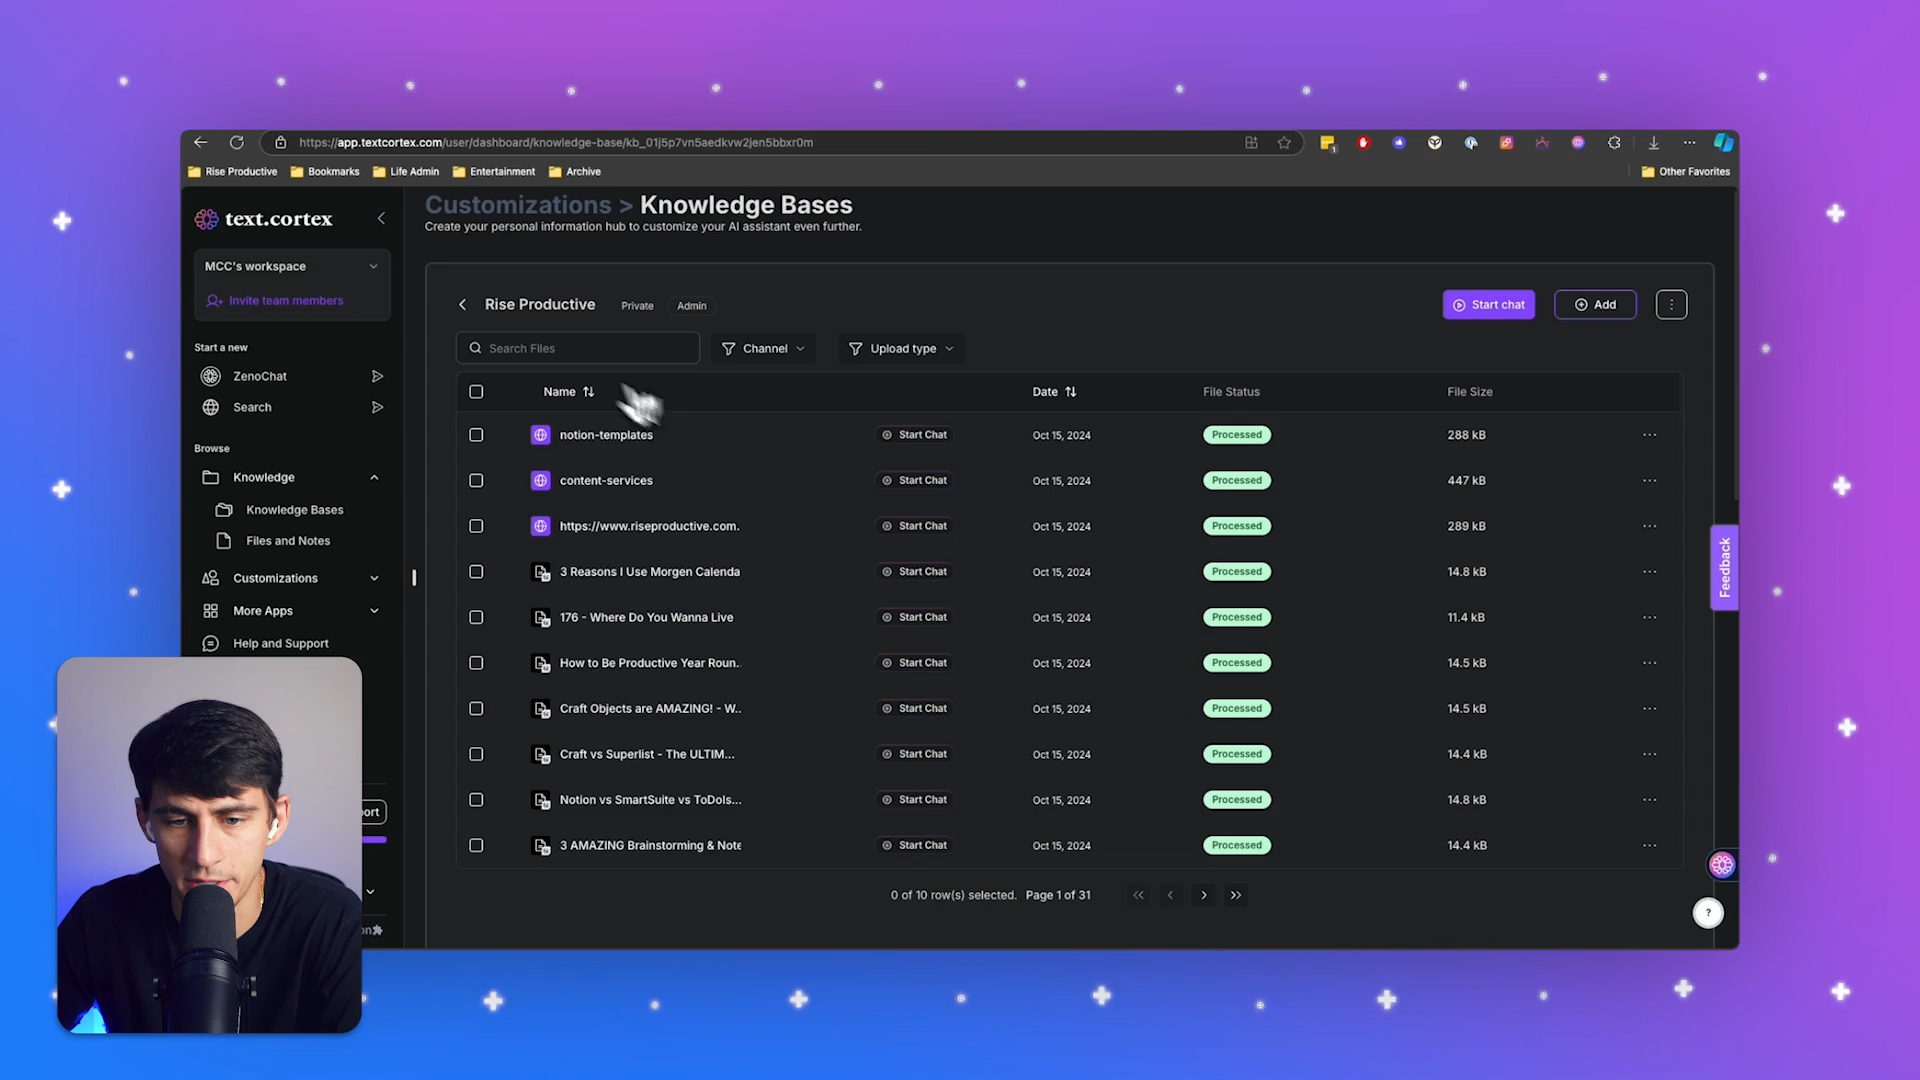 https://app.textcortex.com/user/dashboard/knowledge-base/kb_01j5p7vn5aedkvw2jen5bbxr0m
1
Rise Productive
Bookmarks
Life Admin
Entertainment
Archive
Other Favorites
text.cortex
MCC's workspace
Invite team members
Start a new
ZenoChat
Search
Browse
Knowledge
Knowledge Bases
Files and Notes
Customizations
More Apps
Help and Support
ort
on
Customizations > Knowledge Bases
Create your personal information hub to customize your AI assistant even further.
Rise Productive Private Admin
Start chat
Add
Search Files
Channel
Upload type
Name Date File Status File Size
notion-templates Start Chat Oct 15, 2024 Processed 288 kB
content-services Start Chat Oct 15, 2024 Processed 447 kB
https://www.riseproductive.com. Start Chat Oct 15, 2024 Processed 289 kB
3 Reasons I Use Morgen Calenda Start Chat Oct 15, 2024 Processed 14.8 kB
176 - Where Do You Wanna Live Start Chat Oct 15, 2024 Processed 11.4 kB
How to Be Productive Year Roun.. Start Chat Oct 15, 2024 Processed 14.5 kB
Craft Objects are AMAZING! - W.. Start Chat Oct 15, 2024 Processed 14.5 kB
Craft vs Superlist - The ULTIM... Start Chat Oct 15, 2024 Processed 14.4 kB
Notion vs SmartSuite vs ToDoIs... Start Chat Oct 15, 2024 Processed 14.8 kB
3 AMAZING Brainstorming & Note Start Chat Oct 15, 2024 Processed 14.4 kB
0 of 10 row(s) selected. Page 1 of 31
Feedback
?